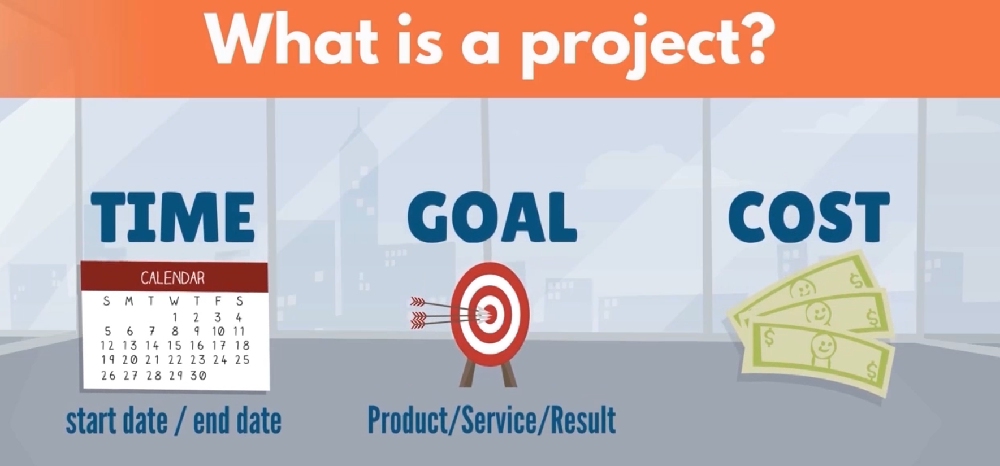 What is a project?
TIME
GOAL
COST
CALENDAR
S M T W T F S
1 2 3 4
5 6 7 8 9 10 11
12 13 14 15 16 17 18
19 20 21 22 23 24 25
26 27 28 29 30
$
$
$
$
start date / end date
Product/Service/Result